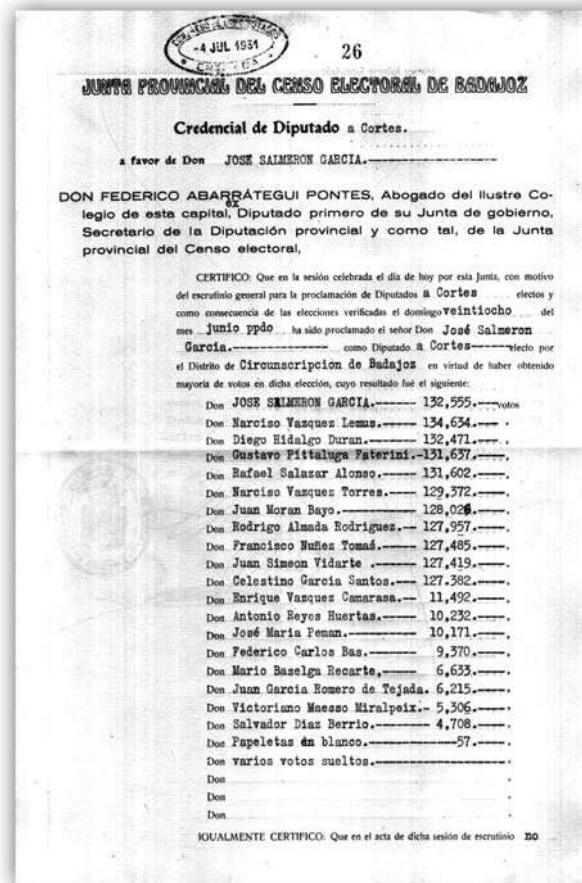 -4 JUL 1931
26
JUNTA PROVINCIAL DEL CENSO ELECTORAL DE BADAJOZ
Credencial de Diputado a Cortes.
a favor de Don JOSE SALMERON GARCIA.--------------------
DON FEDERICO ABARRÁTEGUI PONTES, Abogado del Ilustre Co-
legio de esta capital, ex Diputado primero de su Junta de gobierno,
Secretario de la Diputación provincial y como tal, de la Junta
provincial del Censo electoral,
CERTIFICO: Que en la sesión celebrada el día de hoy por esta Junta, con motivo
del escrutinio general para la proclamación de Diputados a Cortes electos y
como consecuencia de las elecciones verificadas el domingo veintiocho del
mes junio ppdo ha sido proclamado el señor Don José Salmeron
Garcia.------------- como Diputado a Cortes------electo por
el Distrito de Circunscripcion de Badajoz en virtud de haber obtenido
mayoría de votos en dicha elección, cuyo resultado fué el siguiente:
Don JOSE SALMERON GARCIA.------ 132,555.----votos
Don Narciso Vazquez Lemus.------ 134,634.----
Don Diego Hidalgo Duran.-------- 132,471.----
Don Gustavo Pittaluga Faterini.-131,637.----
Don Rafael Salazar Alonso.------ 131,602.----
Don Narciso Vazquez Torres.----- 129,372.----
Don Juan Moran Bayo.-------- 128,026.----
Don Rodrigo Almada Rodriguez.-- 127,957.----
Don Francisco Nuñez Tomaś.----- 127,485.----
Don Juan Simeon Vidarte .------ 127,419.----
Don Celestino Garcia Santos.--- 127.382.----
Don Enrique Vazquez Camarasa.-- 11,492.----
Don Antonio Reyes Huertas.----- 10,232.----
Don José Maria Peman.---------- 10,171.----
Don Federico Carlos Bas.------- 9,370.----
Don Mario Baselga Recarte,----- 6,633.----
Don Juan Garcia Romero de Tejada. 6,215.----
Don Victoriano Maesso Miralpeix.- 5,306.----
Don Salvador Diaz Berrio.-------- 4,708.----
Don Papeletas en blanco.-------------57.----
Don varios votos sueltos.-------------------
Don
Don
Don
IGUALMENTE CERTIFICO: Que en el acta de dicha sesión de escrutinio no